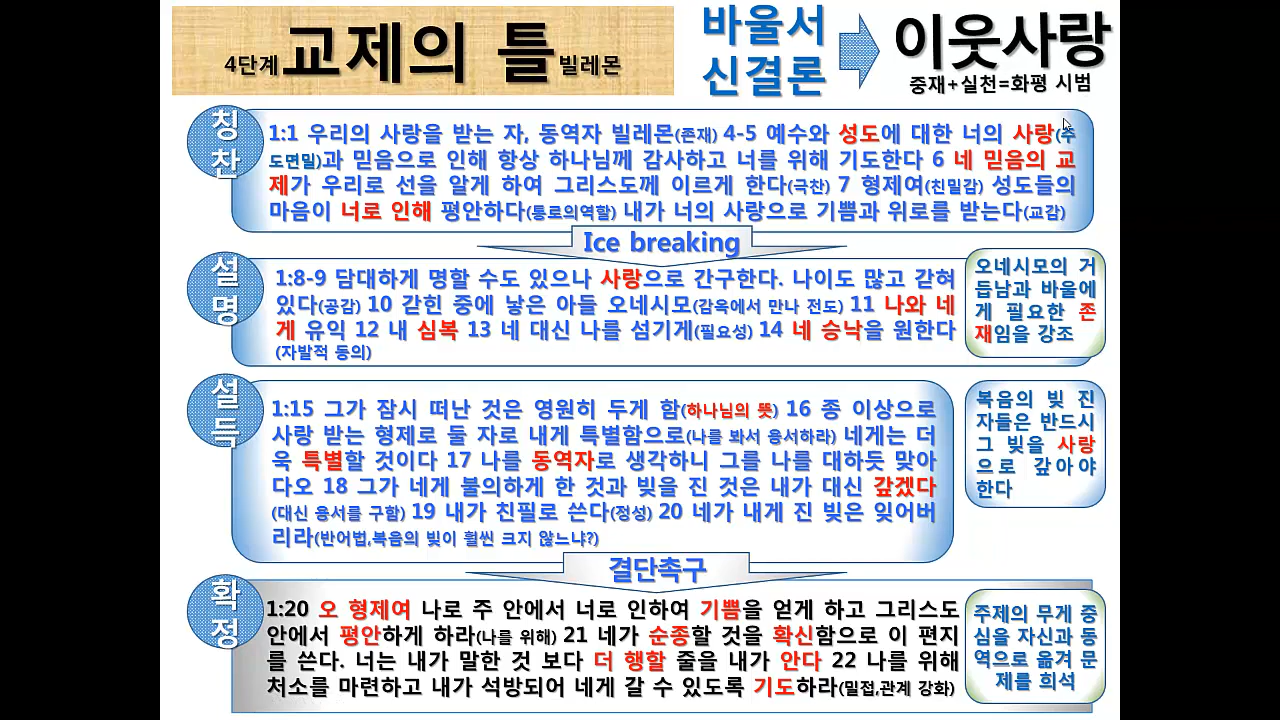 4단계교제의 틀빌레몬
바울서
신결론
이웃사랑
중재+실천=화평 시범
칭
찬
1:1 우리의 사랑을 받는 자, 동역자 빌레몬(존재) 4-5 예수와 성도에 대한 너의 사랑(주
도면밀)과 믿음으로 인해 항상 하나님께 감사하고 너를 위해 기도한다 6 네 믿음의 교
제가 우리로 선을 알게 하여 그리스도께 이르게 한다(극찬) 7 형제여(친밀감) 성도들의
마음이 너로 인해 평안하다(통로의역할) 내가 너의 사랑으로 기쁨과 위로를 받는다(교감)
Ice breaking
설
명
1:8-9 담대하게 명할 수도 있으나 사랑으로 간구한다. 나이도 많고 갇혀
있다(공감) 10 갇힌 중에 낳은 아들 오네시모(감옥에서 만나 전도) 11 나와 네
게 유익 12 내 심복 13 네 대신 나를 섬기게(필요성) 14 네 승낙을 원한다
(자발적 동의)
오네시모의 거
듭남과 바울에
게 필요한 존
재임을 강조
설
득
1:15 그가 잠시 떠난 것은 영원히 두게 함(하나님의 뜻) 16 종 이상으로
사랑 받는 형제로 둘 자로 내게 특별함으로(나를 봐서 용서하라) 네게는 더
욱 특별할 것이다 17 나를 동역자로 생각하니 그를 나를 대하듯 맞아
다오 18 그가 네게 불의하게 한 것과 빚을 진 것은 내가 대신 갚겠다
(대신 용서를 구함) 19 내가 친필로 쓴다(정성) 20 네가 내게 진 빚은 잊어버
리라(반어법,복음의 빚이 훨씬 크지 않느냐?)
복음의 빚 진
자들은 반드시
그 빚을 사랑
으로 갚아야
한다
결단촉구
확
정
1:20 오 형제여 나로 주 안에서 너로 인하여 기쁨을 얻게 하고 그리스도
안에서 평안하게 하라(나를 위해) 21 네가 순종할 것을 확신함으로 이 편지
를 쓴다. 너는 내가 말한 것 보다 더 행할 줄을 내가 안다 22 나를 위해
처소를 마련하고 내가 석방되어 네게 갈 수 있도록 기도하라(밀접,관계 강화)
주제의 무게 중
심을 자신과 동
역으로 옮겨 문
제를 희석